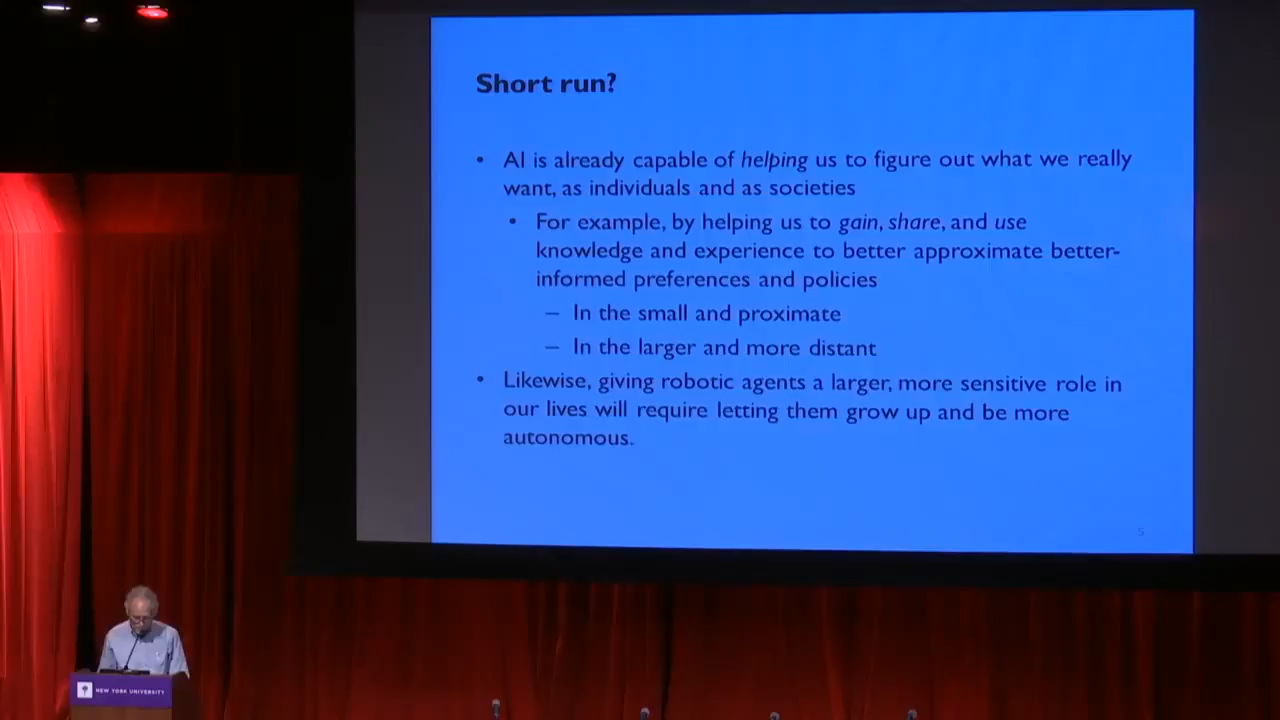 Short run?
• AI is already capable of helping us to figure out what we really
want, as individuals and as societies
• For example, by helping us to gain, share, and use
knowledge and experience to better approximate better-
informed preferences and policies
– In the small and proximate
– In the larger and more distant
• Likewise, giving robotic agents a larger, more sensitive role in
our lives will require letting them grow up and be more
autonomous.
5
NEW YORK UNIVERSITY